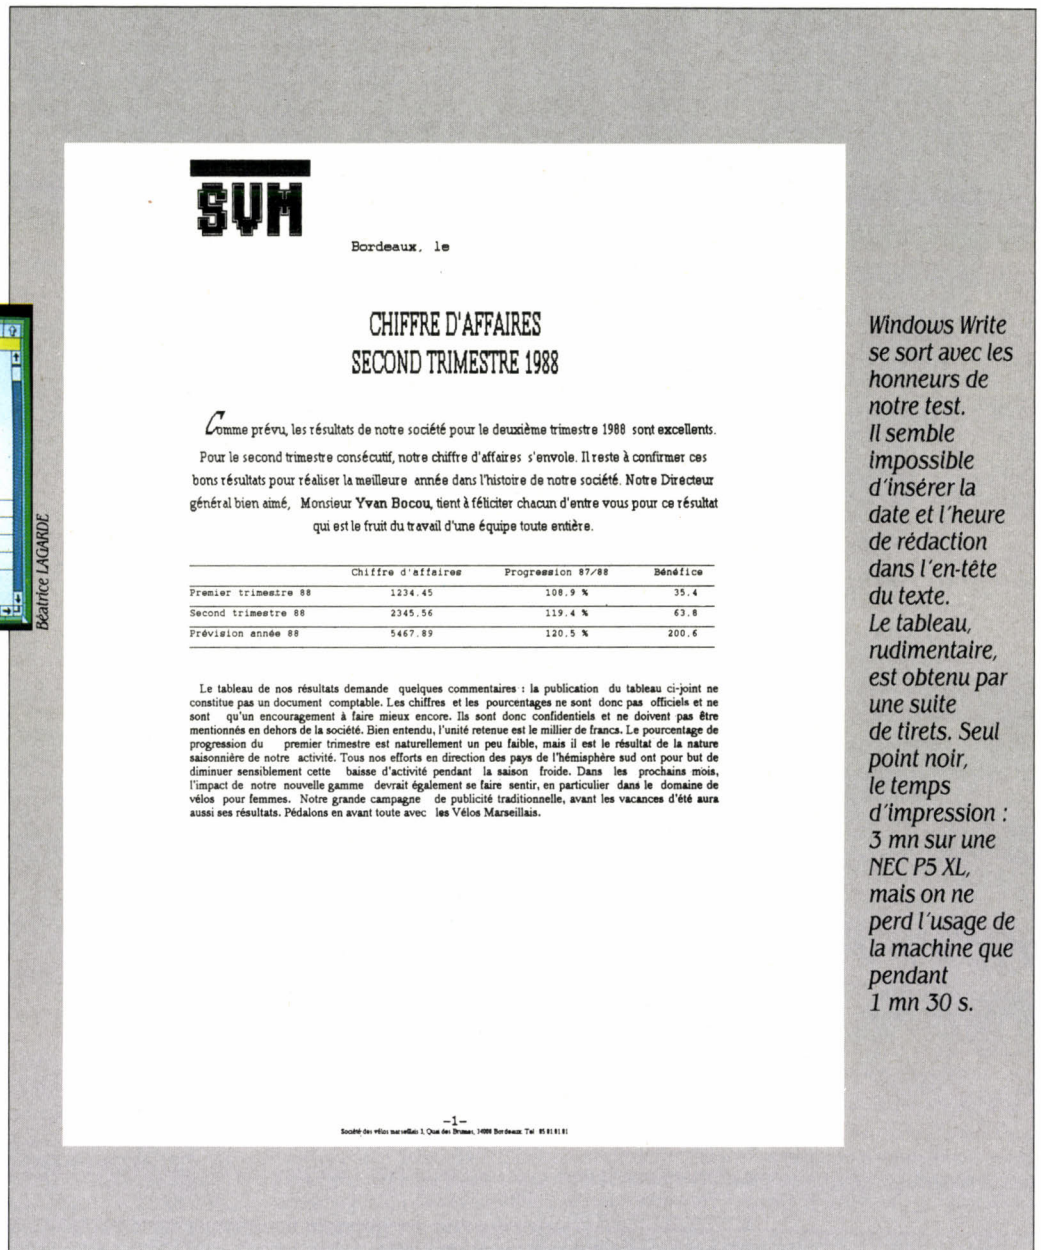 SVM
Bordeaux, le
CHIFFRE D'AFFAIRES
SECOND TRIMESTRE 1988
Comme prévu, les résultats de notre société pour le deuxième trimestre 1988 sont excellents.
Pour le second trimestre consécutif, notre chiffre d'affaires s'envole. Il reste à confirmer ces
bons résultats pour réaliser la meilleure année dans l'histoire de notre société. Notre Directeur
général bien aimé, Monsieur Yvan Bocou, tient à féliciter chacun d'entre vous pour ce résultat
qui est le fruit du travail d'une équipe toute entière.
Chiffre d'affaires Progression 87/88 Bénéfice
Premier trimestre 88 1234.45 108.9 % 35.4
Second trimestre 88 2345.56 119.4 % 63.8
Prévision année 88 5467.89 120.5 % 200.6
Le tableau de nos résultats demande quelques commentaires : la publication du tableau ci-joint ne
constitue pas un document comptable. Les chiffres et les pourcentages ne sont donc pas officiels et ne
sont qu'un encouragement à faire mieux encore. Ils sont donc confidentiels et ne doivent pas être
mentionnés en dehors de la société. Bien entendu, l'unité retenue est le millier de francs. Le pourcentage de
progression du premier trimestre est naturellement un peu faible, mais il est le résultat de la nature
saisonnière de notre activité. Tous nos efforts en direction des pays de l'hémisphère sud ont pour but de
diminuer sensiblement cette baisse d'activité pendant la saison froide. Dans les prochains mois,
l'impact de notre nouvelle gamme devrait également se faire sentir, en particulier dans le domaine de
vélos pour femmes. Notre grande campagne de publicité traditionnelle, avant les vacances d'été aura
aussi ses résultats. Pédalons en avant toute avec les Vélos Marseillais.
-1-
Société des vélos marseillais 3, Quai des Brumes, Bordeaux. Tel
Béatrice LAGARDE
Windows Write
se sort avec les
honneurs de
notre test.
Il semble
impossible
d'insérer la
date et l'heure
de rédaction
dans l'en-tête
du texte.
Le tableau,
rudimentaire,
est obtenu par
une suite
de tirets. Seul
point noir,
le temps
d'impression :
3 mn sur une
NEC P5 XL,
mais on ne
perd l'usage de
la machine que
pendant
1 mn 30 s.